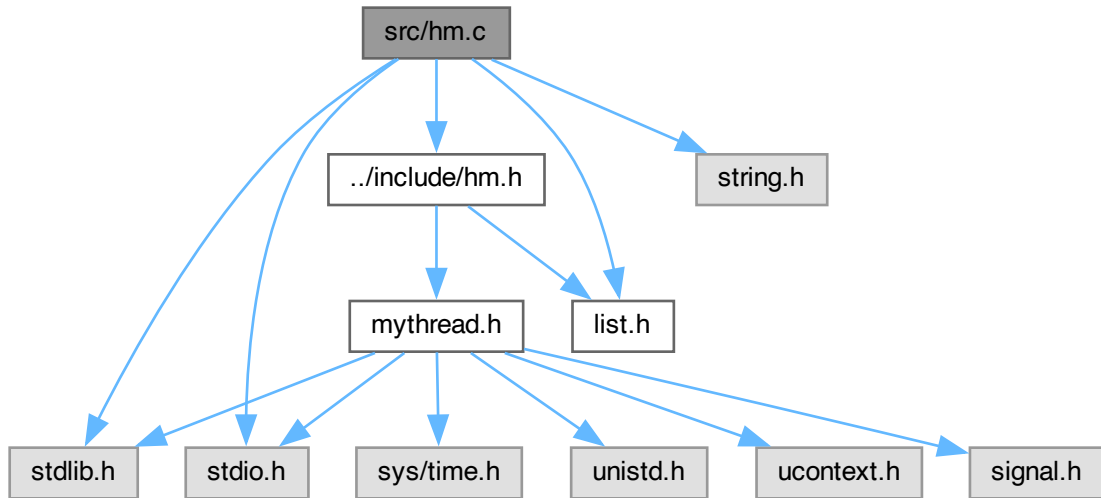 src/hm.c
../include/hm.h
string.h
mythread.h
list.h
stdlib.h
stdio.h
sys/time.h
unistd.h
ucontext.h
signal.h